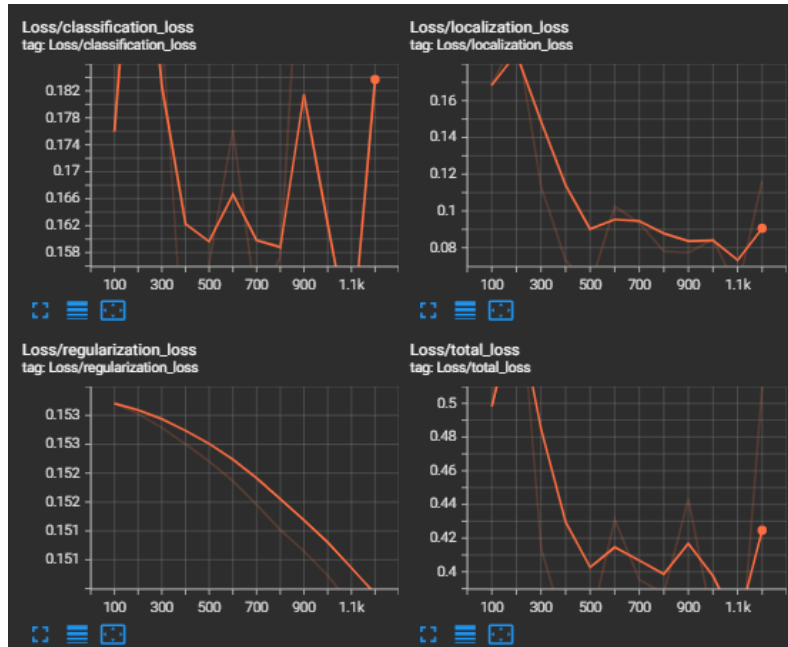 Loss/classification_loss
tag: Loss/classification_loss
0.182
0.178
0.174
0.17
0.166
0.162
0.158
100 300 500 700 900 1.1k
Loss/localization_loss
tag: Loss/localization_loss
0.16
0.14
0.12
0.1
0.08
100 300 500 700 900 1.1k
Loss/regularization_loss
tag: Loss/regularization_loss
0.153
0.153
0.152
0.152
0.151
0.151
100 300 500 700 900 1.1k
Loss/total_loss
tag: Loss/total_loss
0.5
0.48
0.46
0.44
0.42
0.4
100 300 500 700 900 1.1k